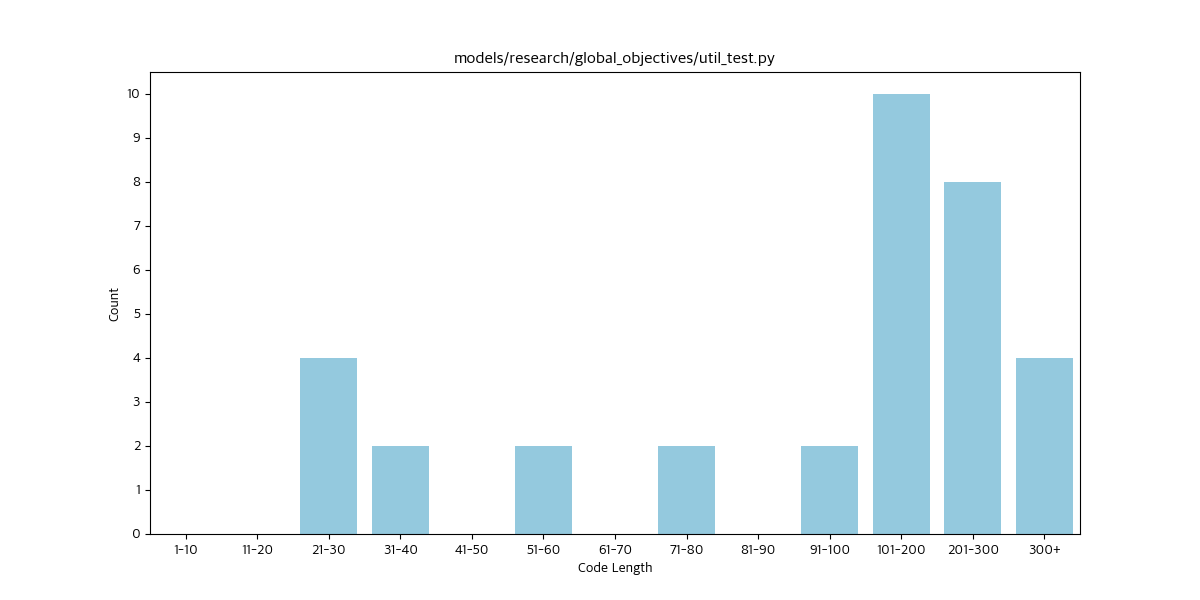 models/research/global_objectives/util_test.py
Count
10
9
8
7
6
5
4
3
2
1
0
1-10 11-20 21-30 31-40 41-50 51-60 61-70 71-80 81-90 91-100 101-200 201-300 300+
Code Length